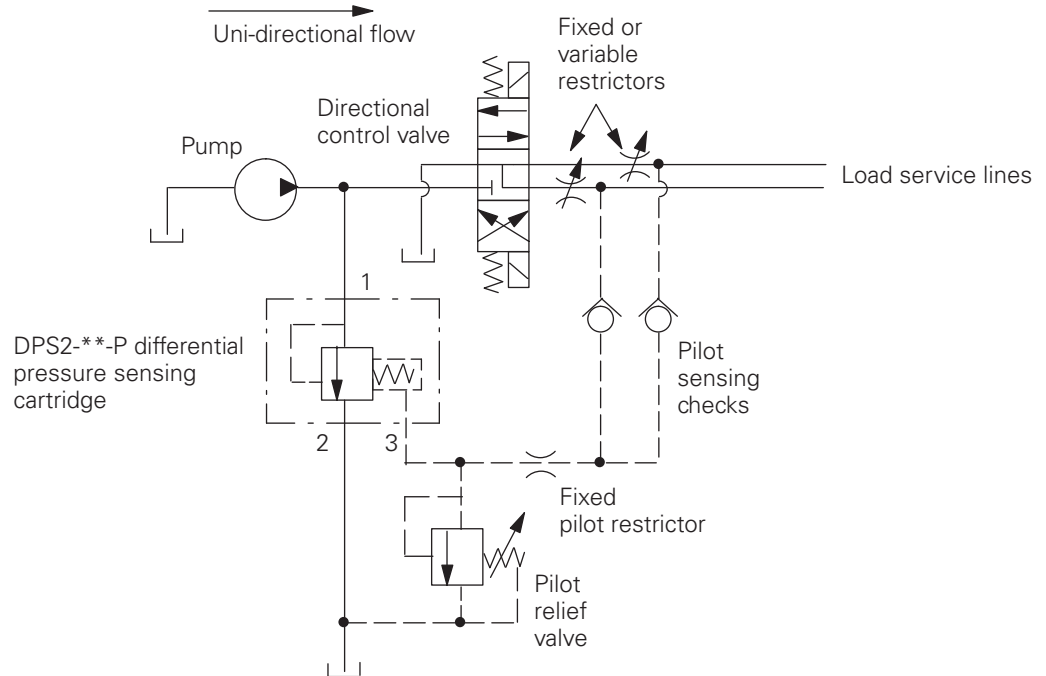 Uni-directional flow
Fixed or
variable
restrictors
Directional
control valve
Pump
Load service lines
1
DPS2-**-P differential
pressure sensing
cartridge
Pilot
sensing
checks
2
3
Fixed
pilot restrictor
Pilot
relief
valve